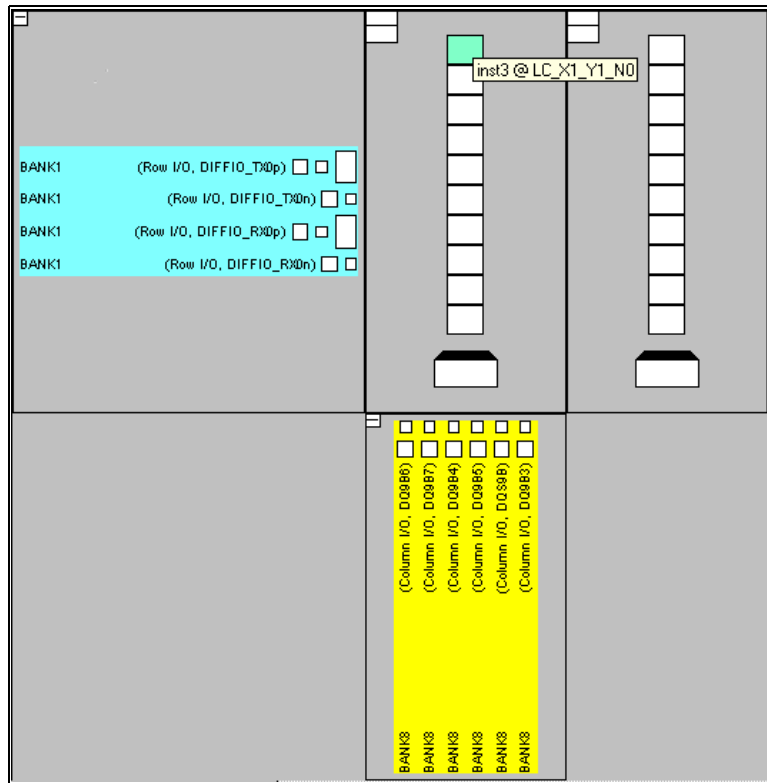 inst3 @ LC_X1_Y1_N0
BANK1 (Row I/O, DIFFIO_TX0p)
BANK1 (Row I/O, DIFFIO_TX0n)
BANK1 (Row I/O, DIFFIO_RX0p)
BANK1 (Row I/O, DIFFIO_RX0n)
BANK8 (Column I/O, DQ9B6)
BANK8 (Column I/O, DQ9B7)
BANK8 (Column I/O, DQ9B4)
BANK8 (Column I/O, DQ9B5)
BANK8 (Column I/O, DQS9B)
BANK8 (Column I/O, DQ9B3)